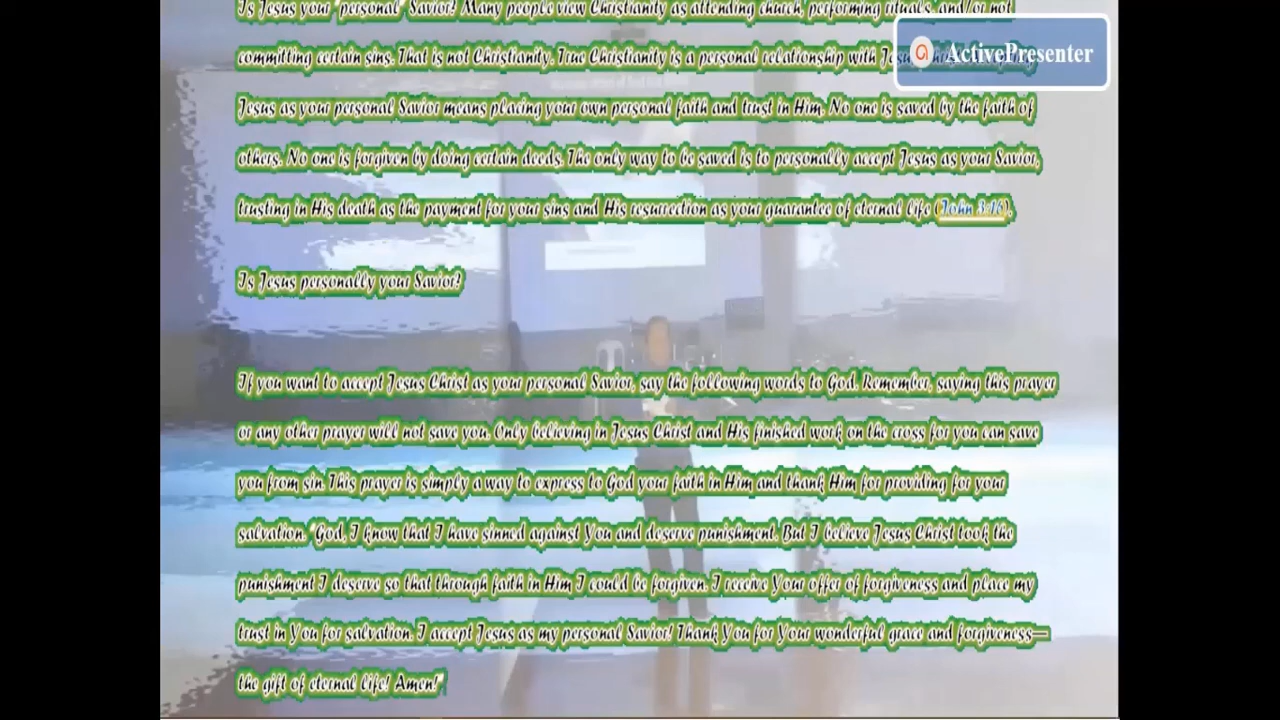 Is Jesus your "personal" Savior? Many people view Christianity as attending church, performing rituals, and/or not
committing certain sins. That is not Christianity. True Christianity is a personal relationship with Jesus
ActivePresenter
Jesus as your personal Savior means placing your own personal faith and trust in Him. No one is saved by the faith of
others. No one is forgiven by doing certain deeds. The only way to be saved is to personally accept Jesus as your Savior,
trusting in His death as the payment for your sins and His resurrection as your guarantee of eternal life (John 3:16).
Is Jesus personally your Savior?
If you want to accept Jesus Christ as your personal Savior, say the following words to God. Remember, saying this prayer
or any other prayer will not save you. Only believing in Jesus Christ and His finished work on the cross for you can save
you from sin. This prayer is simply a way to express to God your faith in Him and thank Him for providing for your
salvation. "God, I know that I have sinned against You and deserve punishment. But I believe Jesus Christ took the
punishment I deserve so that through faith in Him I could be forgiven. I receive Your offer of forgiveness and place my
trust in You for salvation. I accept Jesus as my personal Savior! Thank You for Your wonderful grace and forgiveness—
the gift of eternal life! Amen!"